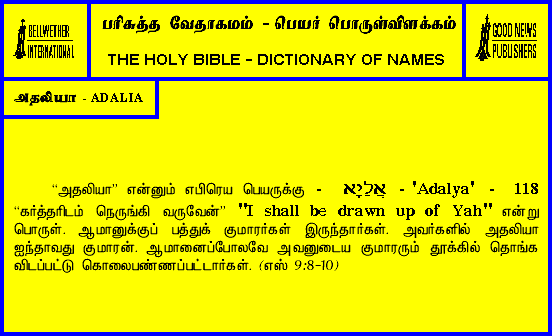 BELLWETHER
INTERNATIONAL
பரிசுத்த வேதாகமம் - பெயர் பொருள்விளக்கம்
THE HOLY BIBLE - DICTIONARY OF NAMES
GOOD NEWS
PUBLISHERS
அதலியா - ADALIA
“அதலியா” என்னும் எபிரெய பெயருக்கு - אֲלְיָא - 'Adalya' - 118
“கர்த்தரிடம் நெருங்கி வருவேன்” "I shall be drawn up of Yah" என்று
பொருள். ஆமானுக்குப் பத்துக் குமாரர்கள் இருந்தார்கள். அவர்களில் அதலியா
ஐந்தாவது குமாரன். ஆமானைப்போலவே அவனுடைய குமாரரும் தூக்கில் தொங்க
விடப்பட்டு கொலைபண்ணப்பட்டார்கள். (எஸ் 9:8-10)